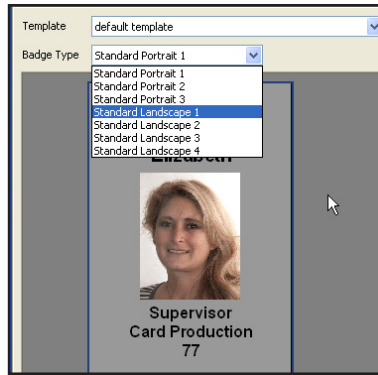 Template default template
Badge Type Standard Portrait 1
Standard Portrait 1
Standard Portrait 2
Standard Portrait 3
Standard Landscape 1
Standard Landscape 2
Standard Landscape 3
Standard Landscape 4
Elizabeth
Supervisor
Card Production
77